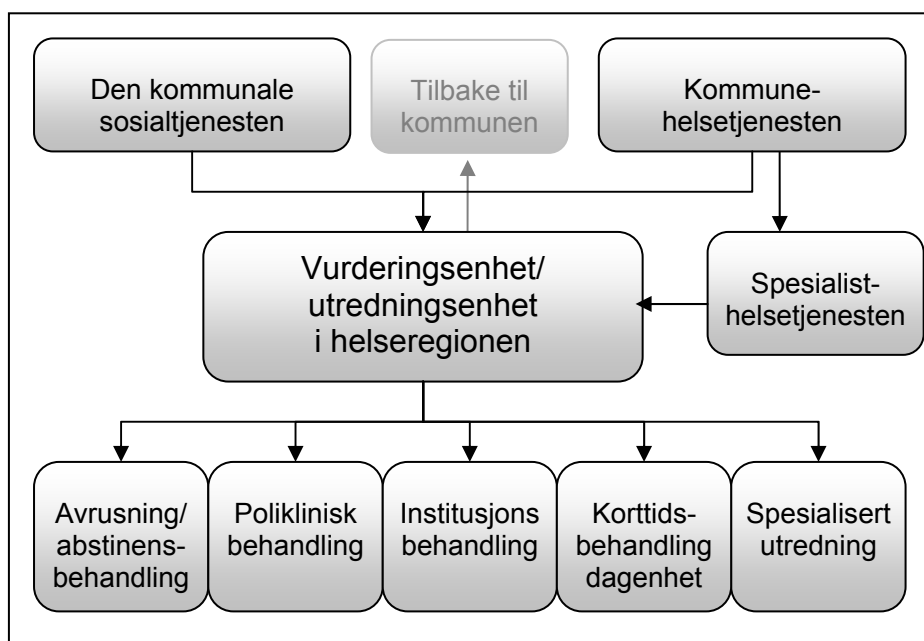 Den kommunale
sosialtjenesten
Tilbake til
kommunen
Kommune-
helsetjenesten
Vurderingsenhet/
utredningsenhet
i helseregionen
Spesialist-
helsetjenesten
Avrusning/
abstinens-
behandling
Poliklinisk
behandling
Institusjons
behandling
Korttids-
behandling
dagenhet
Spesialisert
utredning